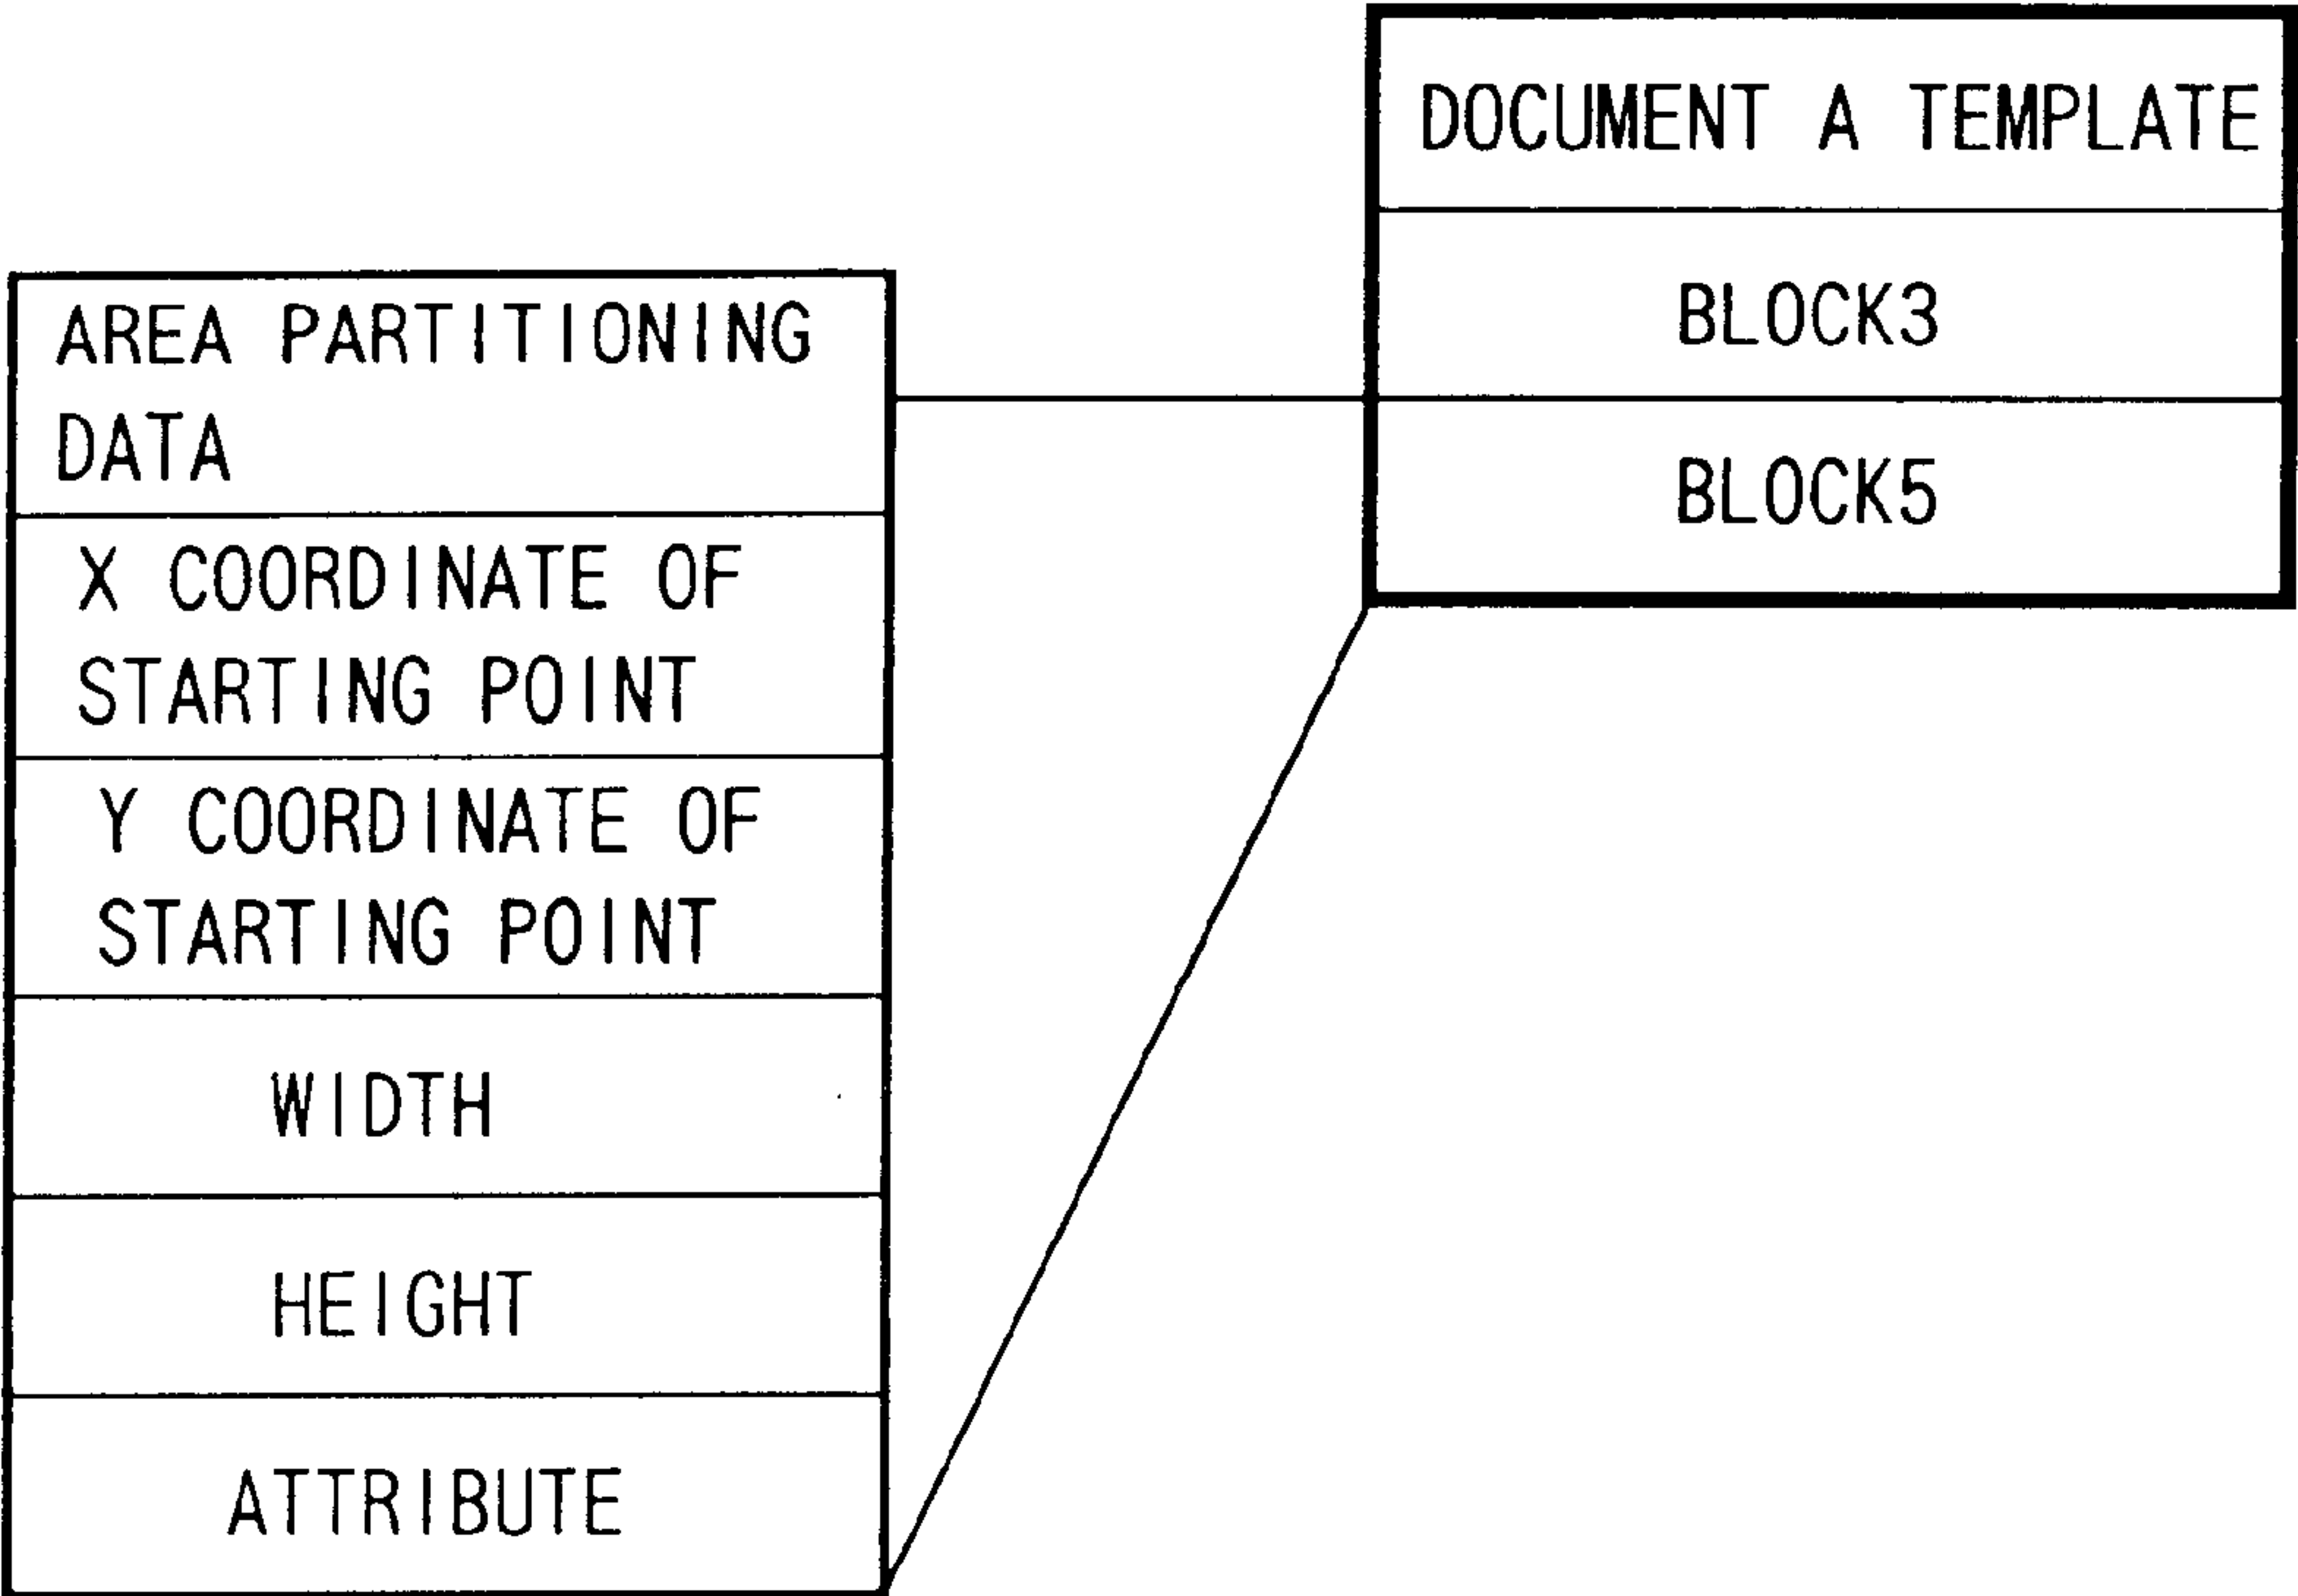 DOCUMENT A TEMPLATE
BLOCK3
BLOCK5
AREA PARTITIONING
DATA
X COORDINATE OF
STARTING POINT
Y COORDINATE OF
STARTING POINT
WIDTH
HEIGHT
ATTRIBUTE